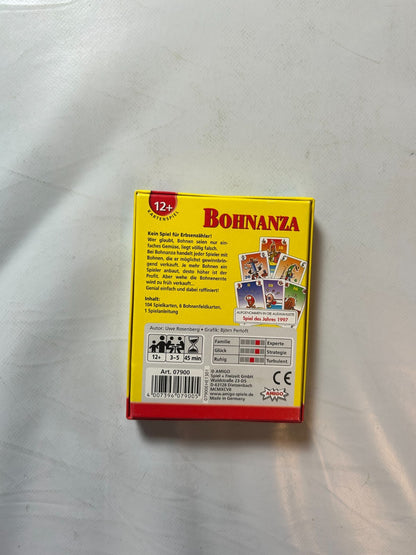 12+
KARTENSPIEL
BOHNANZA
Kein Spiel für Erbsenzähler!
Wer glaubt, Bohnen seien nur ein-
faches Gemüse, liegt völlig falsch.
Bei Bohnanza handelt jeder Spieler mit
Bohnen, die er möglichst gewinnbrin-
gend verkauft. Je mehr Bohnen ein
Spieler anbaut, desto höher ist der
Profit. Aber wehe die Bohnenernte
wird zu früh verkauft...
Genial einfach und dabei raffiniert!
Inhalt:
104 Spielkarten, 8 Bohnenfeldkarten,
1 Spielanleitung
AUFGENOMMEN IN DIE AUSWAHLLISTE
Spiel des Jahres 1997
Autor: Uwe Rosenberg • Grafik: Björn Pertoft
12+
3-5
45 min
Familie
Experte
Glück
Strategie
Ruhig
Turbulent
Art. 07900
4 007396 079005
© AMIGO
Spiel + Freizeit GmbH
Waldstraße 23-D5
D-63128 Dietzenbach
MCMXCVII
www.amigo-spiele.de
Made in Germany
CE
AMIGO